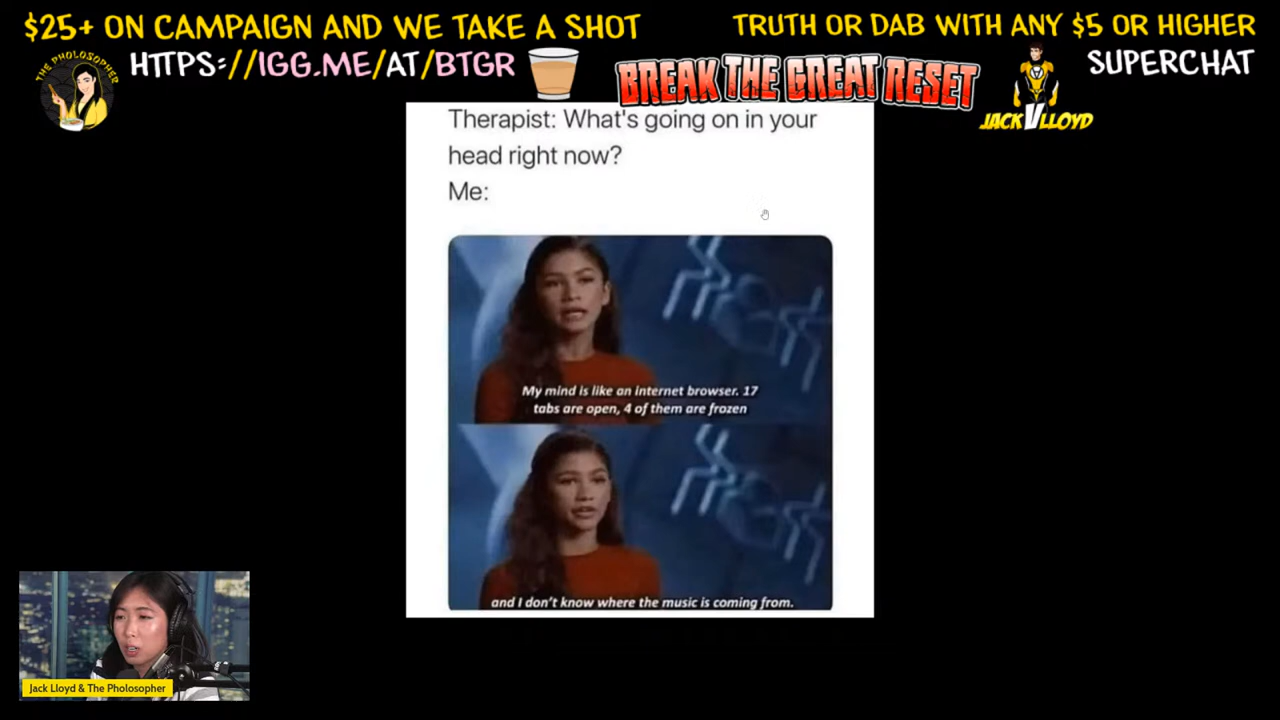 $25+ ON CAMPAIGN AND WE TAKE A SHOT
HTTPS://IGG.ME/AT/BTGR
THE PHOLOSOPHER
BREAK THE GREAT RESET
TRUTH OR DAB WITH ANY $5 OR HIGHER
SUPERCHAT
JACK V LLOYD
Therapist: What's going on in your
head right now?
Me:
My mind is like an internet browser. 17
tabs are open, 4 of them are frozen
and I don't know where the music is coming from.
Jack Lloyd & The Pholosopher